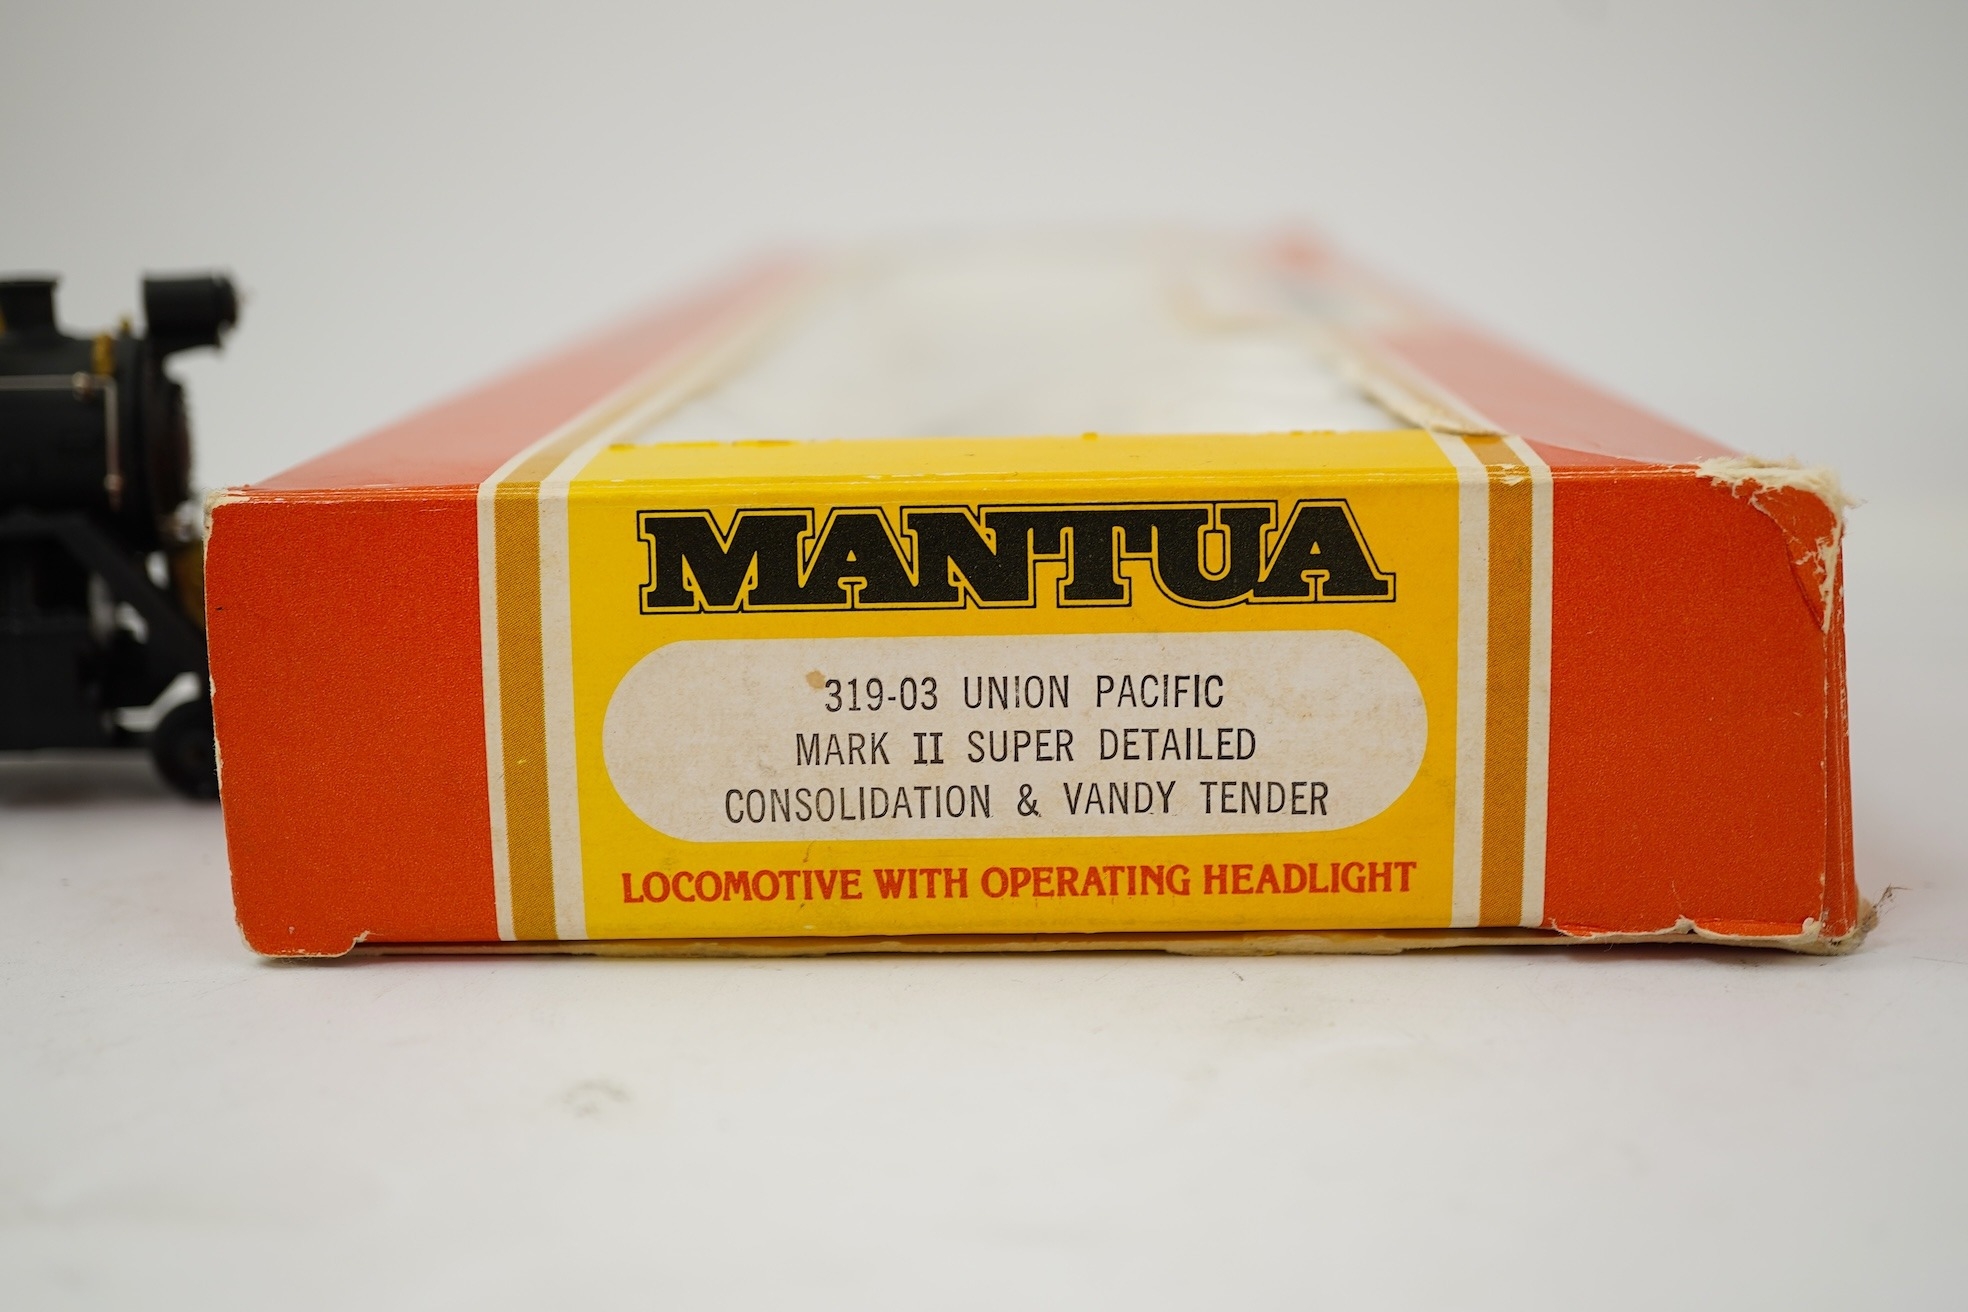 MANTUA
319-03 UNION PACIFIC
MARK II SUPER DETAILED
CONSOLIDATION & VANDY TENDER
LOCOMOTIVE WITH OPERATING HEADLIGHT